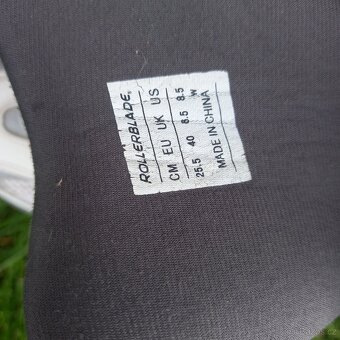 ROLLERBLADE®
CM EU UK US
25.5 40 6.5 8.5
W
MADE IN CHINA